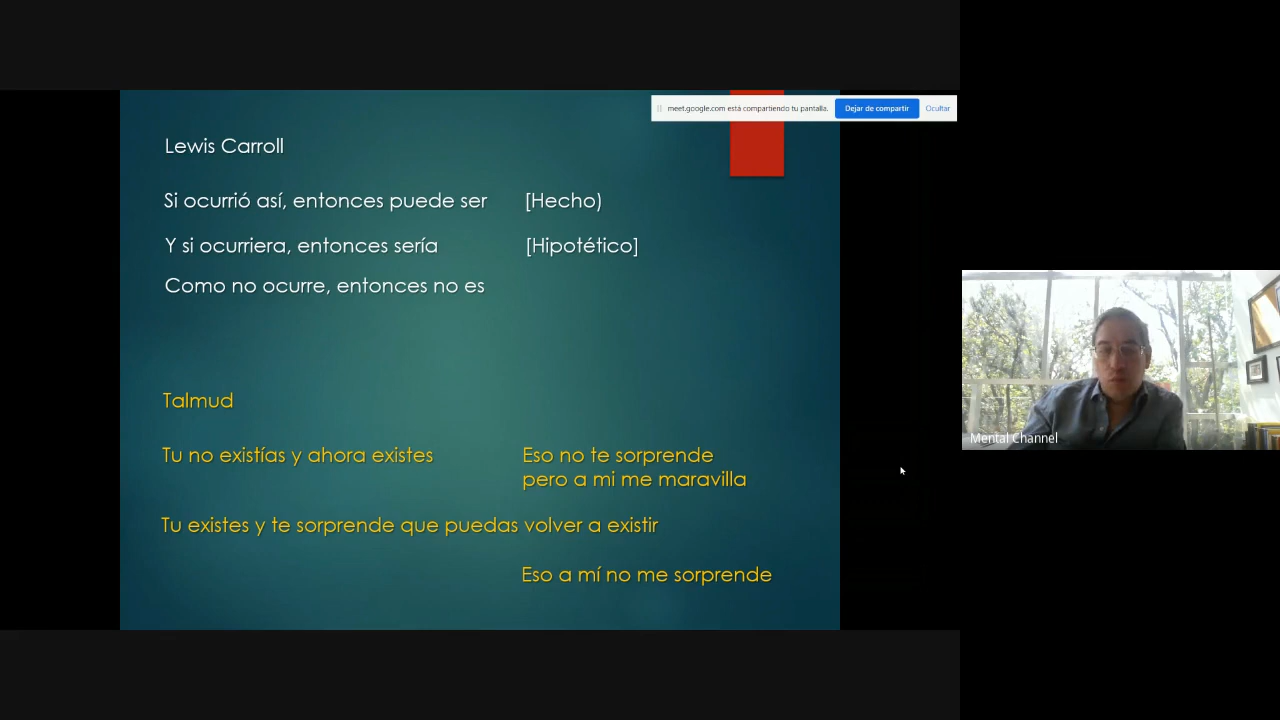 meet.google.com está compartiendo tu pantalla. Dejar de compartir Ocultar
Lewis Carroll
Si ocurrió así, entonces puede ser [Hecho)
Y si ocurriera, entonces sería [Hipotético]
Como no ocurre, entonces no es
Talmud
Tu no existías y ahora existes Eso no te sorprende
pero a mi me maravilla
Tu existes y te sorprende que puedas volver a existir
Eso a mí no me sorprende
Mental Channel